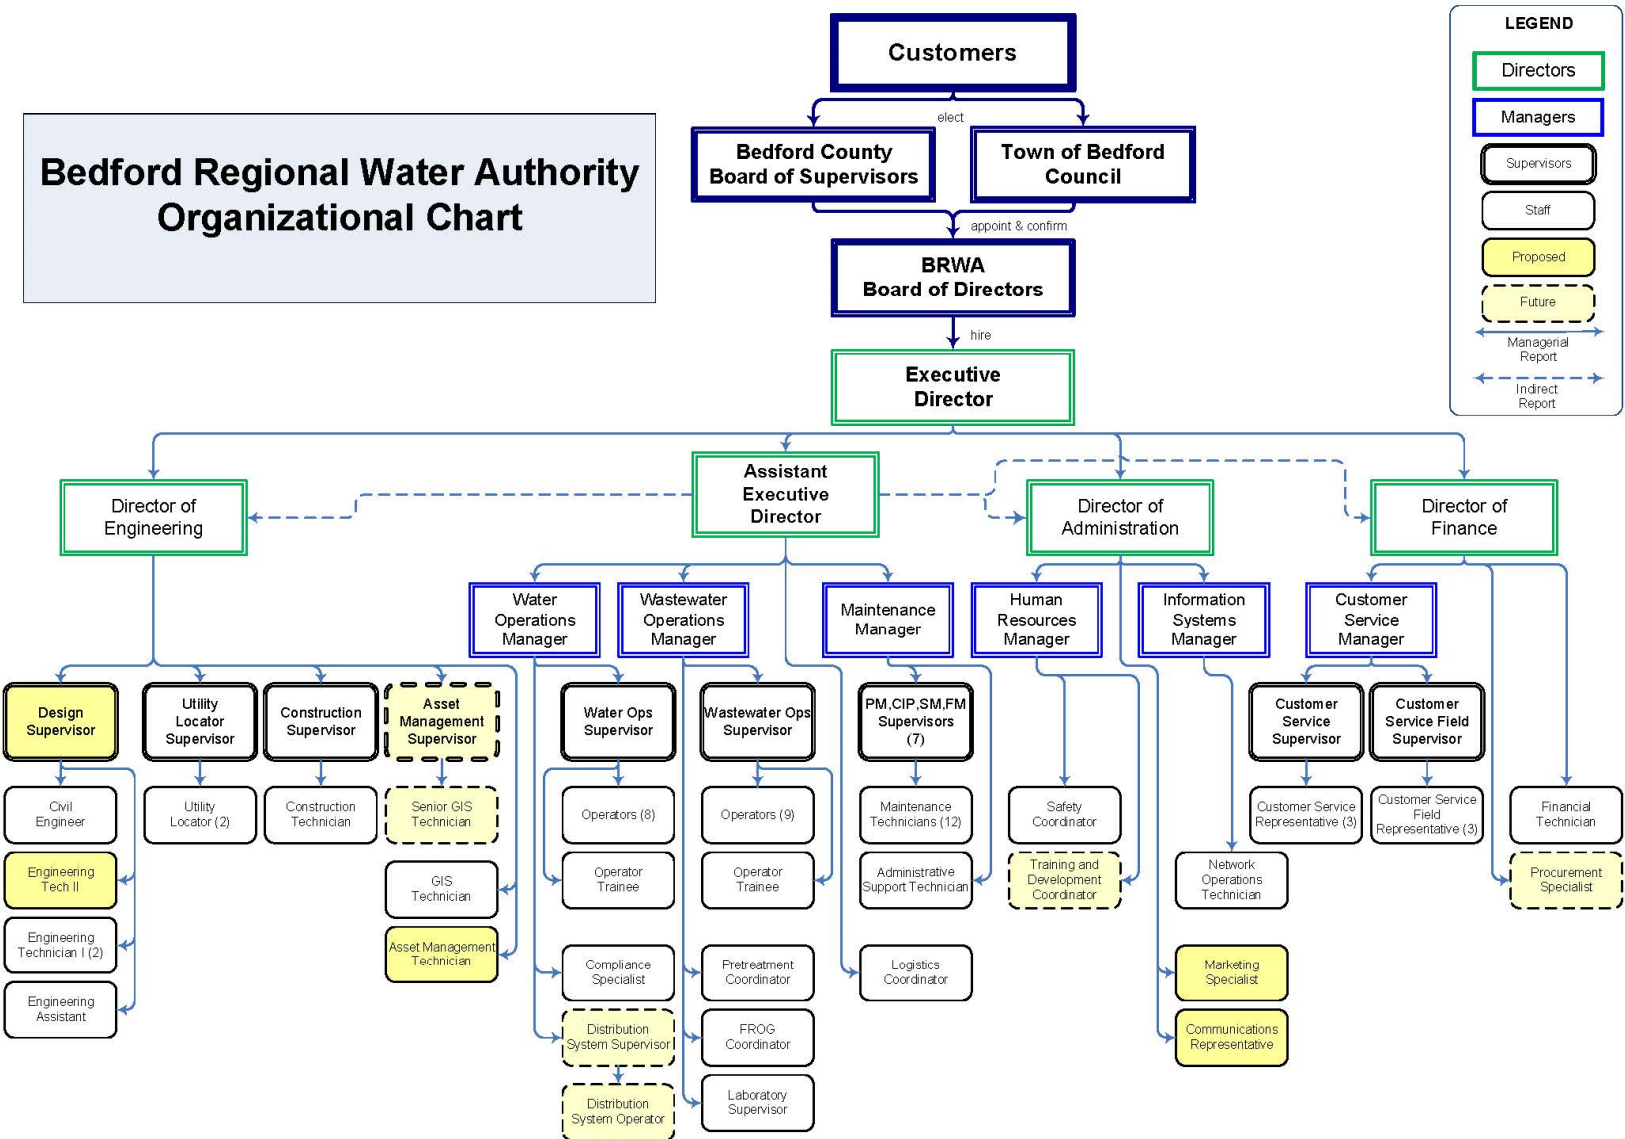 Customers
LEGEND
Directors
Managers
Supervisors
Staff
Proposed
Future
Managerial
Report
Indirect
Report
Bedford Regional Water Authority
Organizational Chart
elect
Bedford County
Board of Supervisors
Town of Bedford
Council
appoint & confirm
BRWA
Board of Directors
hire
Executive
Director
Director of
Engineering
Assistant
Executive
Director
Director of
Administration
Director of
Finance
Water
Operations
Manager
Wastewater
Operations
Manager
Maintenance
Manager
Human
Resources
Manager
Information
Systems
Manager
Customer
Service
Manager
Design
Supervisor
Utility
Locator
Supervisor
Construction
Supervisor
Asset
Management
Supervisor
Water Ops
Supervisor
Wastewater Ops
Supervisor
PM,CIP,SM,FM
Supervisors
(7)
Customer
Service
Supervisor
Customer
Service Field
Supervisor
Civil
Engineer
Utility
Locator (2)
Construction
Technician
Senior GIS
Technician
Operators (8)
Operators (9)
Maintenance
Technicians (12)
Safety
Coordinator
Customer Service
Representative (3)
Customer Service
Field
Representative (3)
Financial
Technician
Engineering
Tech II
GIS
Technician
Operator
Trainee
Operator
Trainee
Administrative
Support Technician
Training and
Development
Coordinator
Network
Operations
Technician
Procurement
Specialist
Engineering
Technician I (2)
Asset Management
Technician
Compliance
Specialist
Pretreatment
Coordinator
Logistics
Coordinator
Marketing
Specialist
Engineering
Assistant
Distribution
System Supervisor
FROG
Coordinator
Communications
Representative
Distribution
System Operator
Laboratory
Supervisor